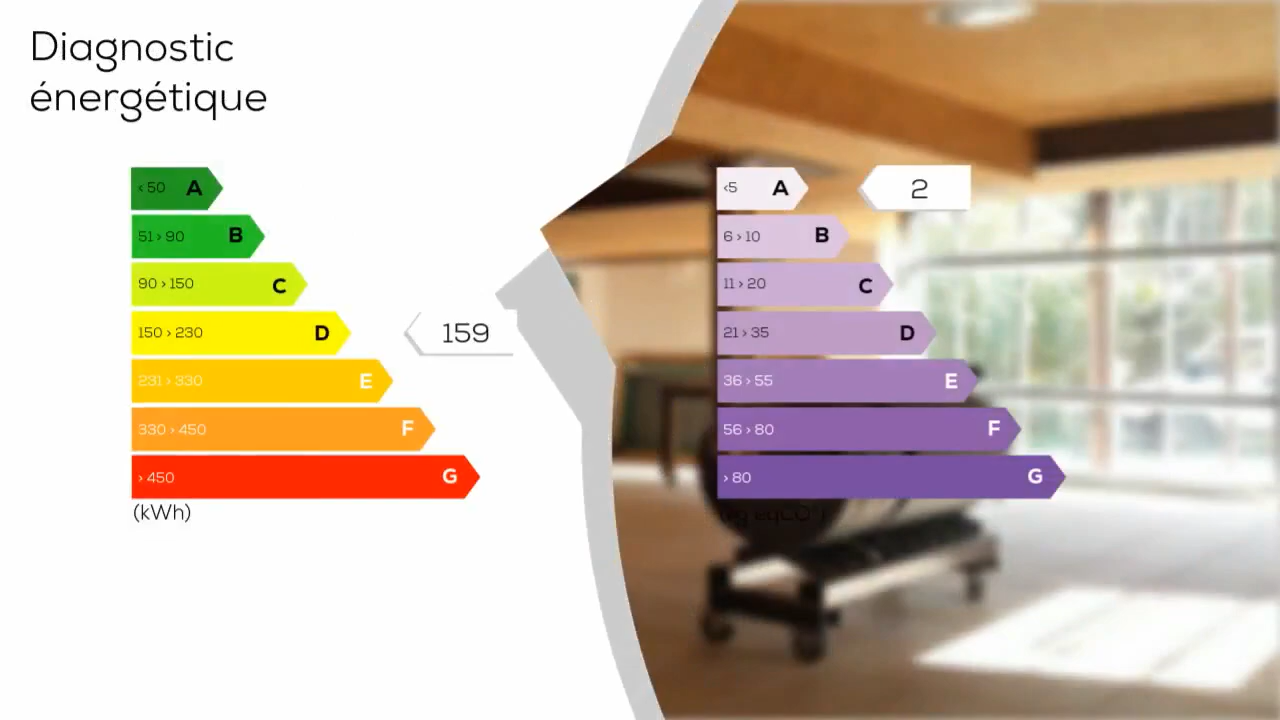 Diagnostic
énergétique
< 50 A
51 > 90 B
90 > 150 C
150 > 230 D
159
231 > 330 E
330 > 450 F
> 450 G
(kWh)
<5 A
2
6 > 10 B
11 > 20 C
21 > 35 D
36 > 55 E
56 > 80 F
> 80 G